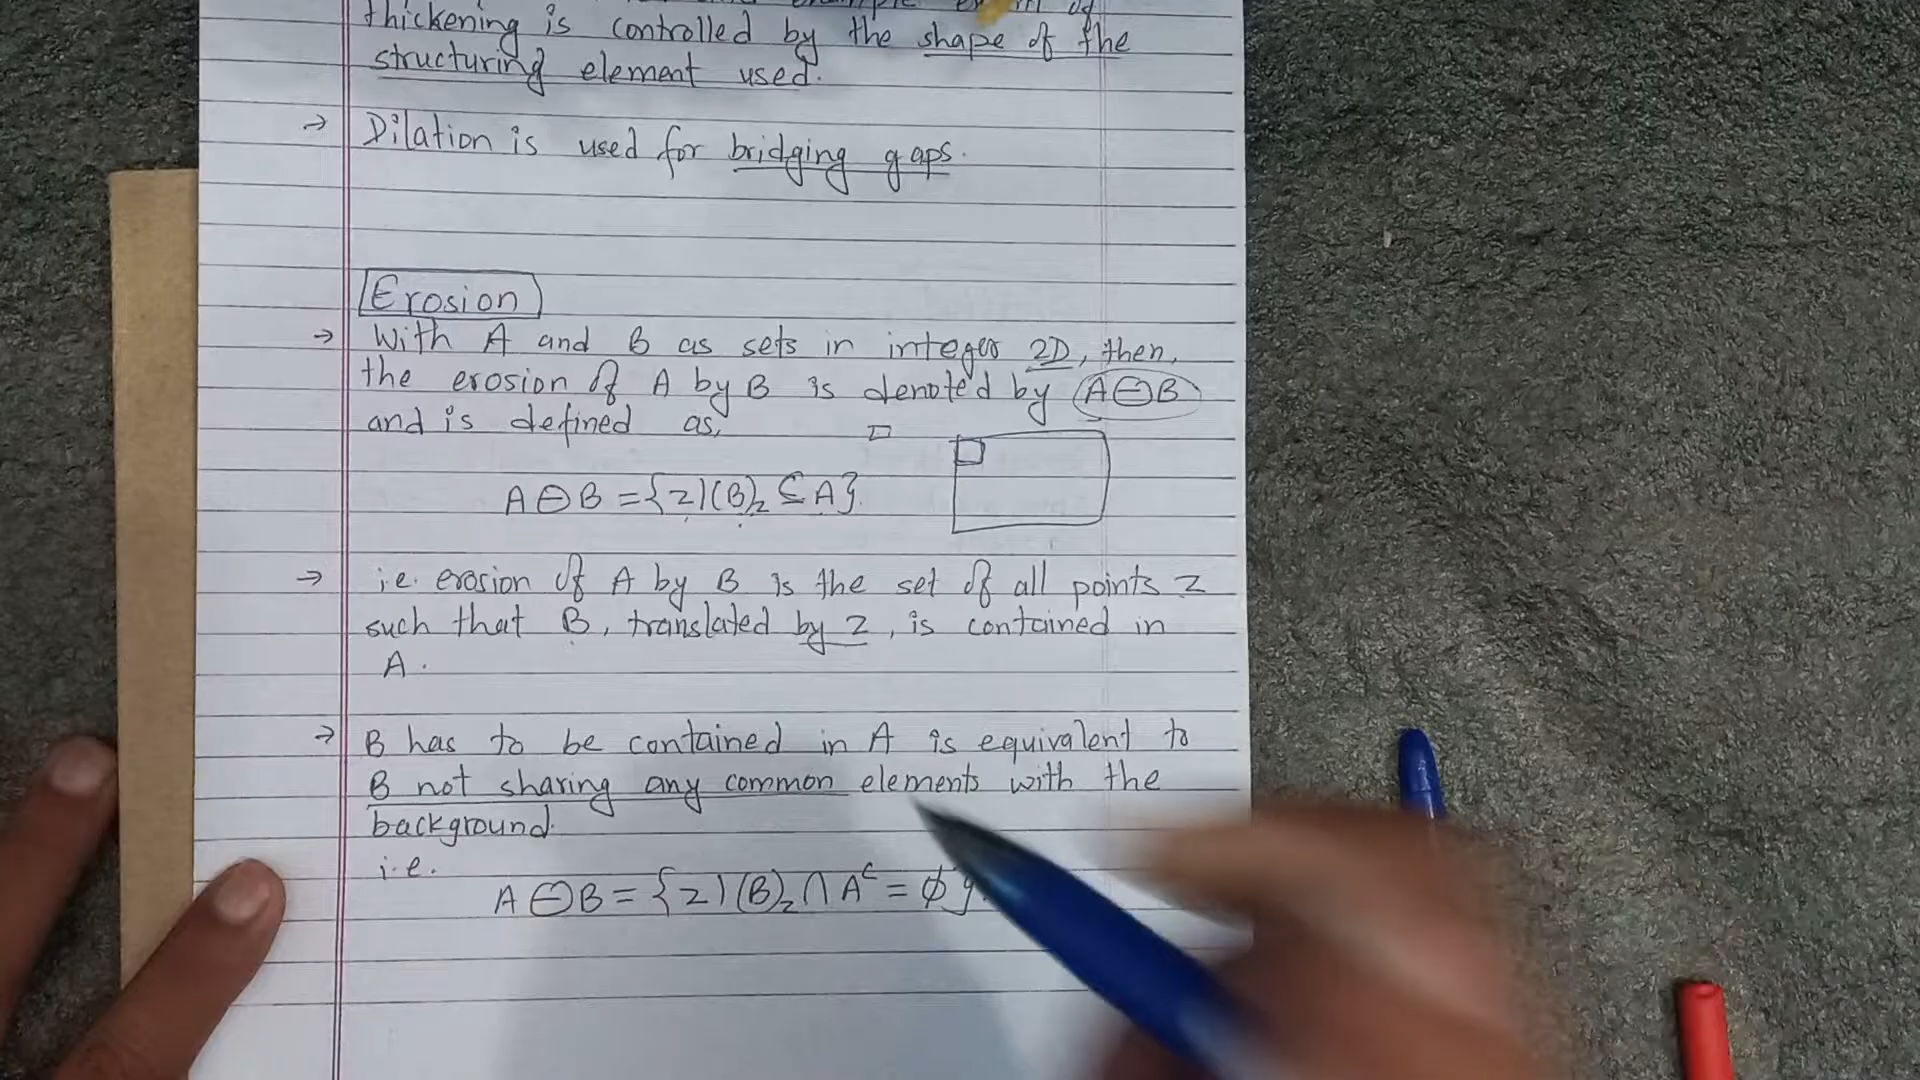 thickening is controlled by the shape of the
structuring element used.
→ Dilation is used for bridging gaps.
Erosion
→ With A and B as sets in integer 2D, then,
the erosion of A by B is denoted by A⊖B
and is defined as,
A⊖B = {z|(B)z ⊆ A}.
→ i.e. erosion of A by B is the set of all points z
such that B, translated by z, is contained in
A.
→ B has to be contained in A is equivalent to
B not sharing any common elements with the
background.
i.e.
A⊖B = {z|(B)z ∩ Aᶜ = ϕ}.